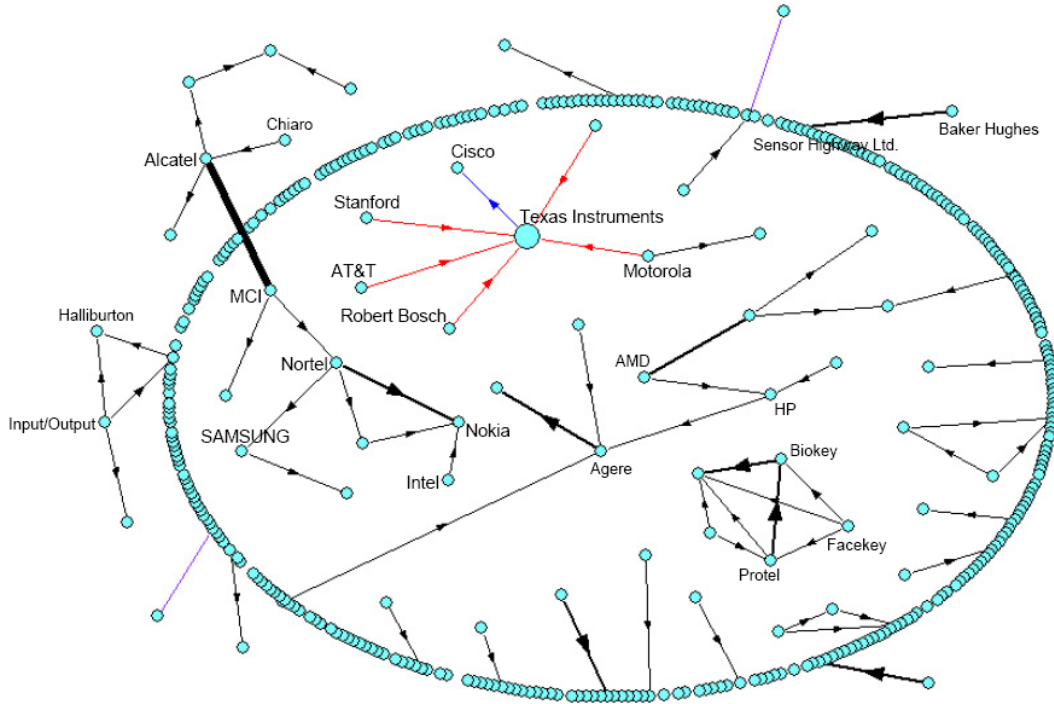 Chiaro
Baker Hughes
Sensor Highway Ltd.
Alcatel
Cisco
Stanford
Texas Instruments
AT&T
Motorola
MCI
Robert Bosch
Halliburton
Nortel
AMD
HP
Input/Output
SAMSUNG
Nokia
Biokey
Agere
Intel
Facekey
Protel